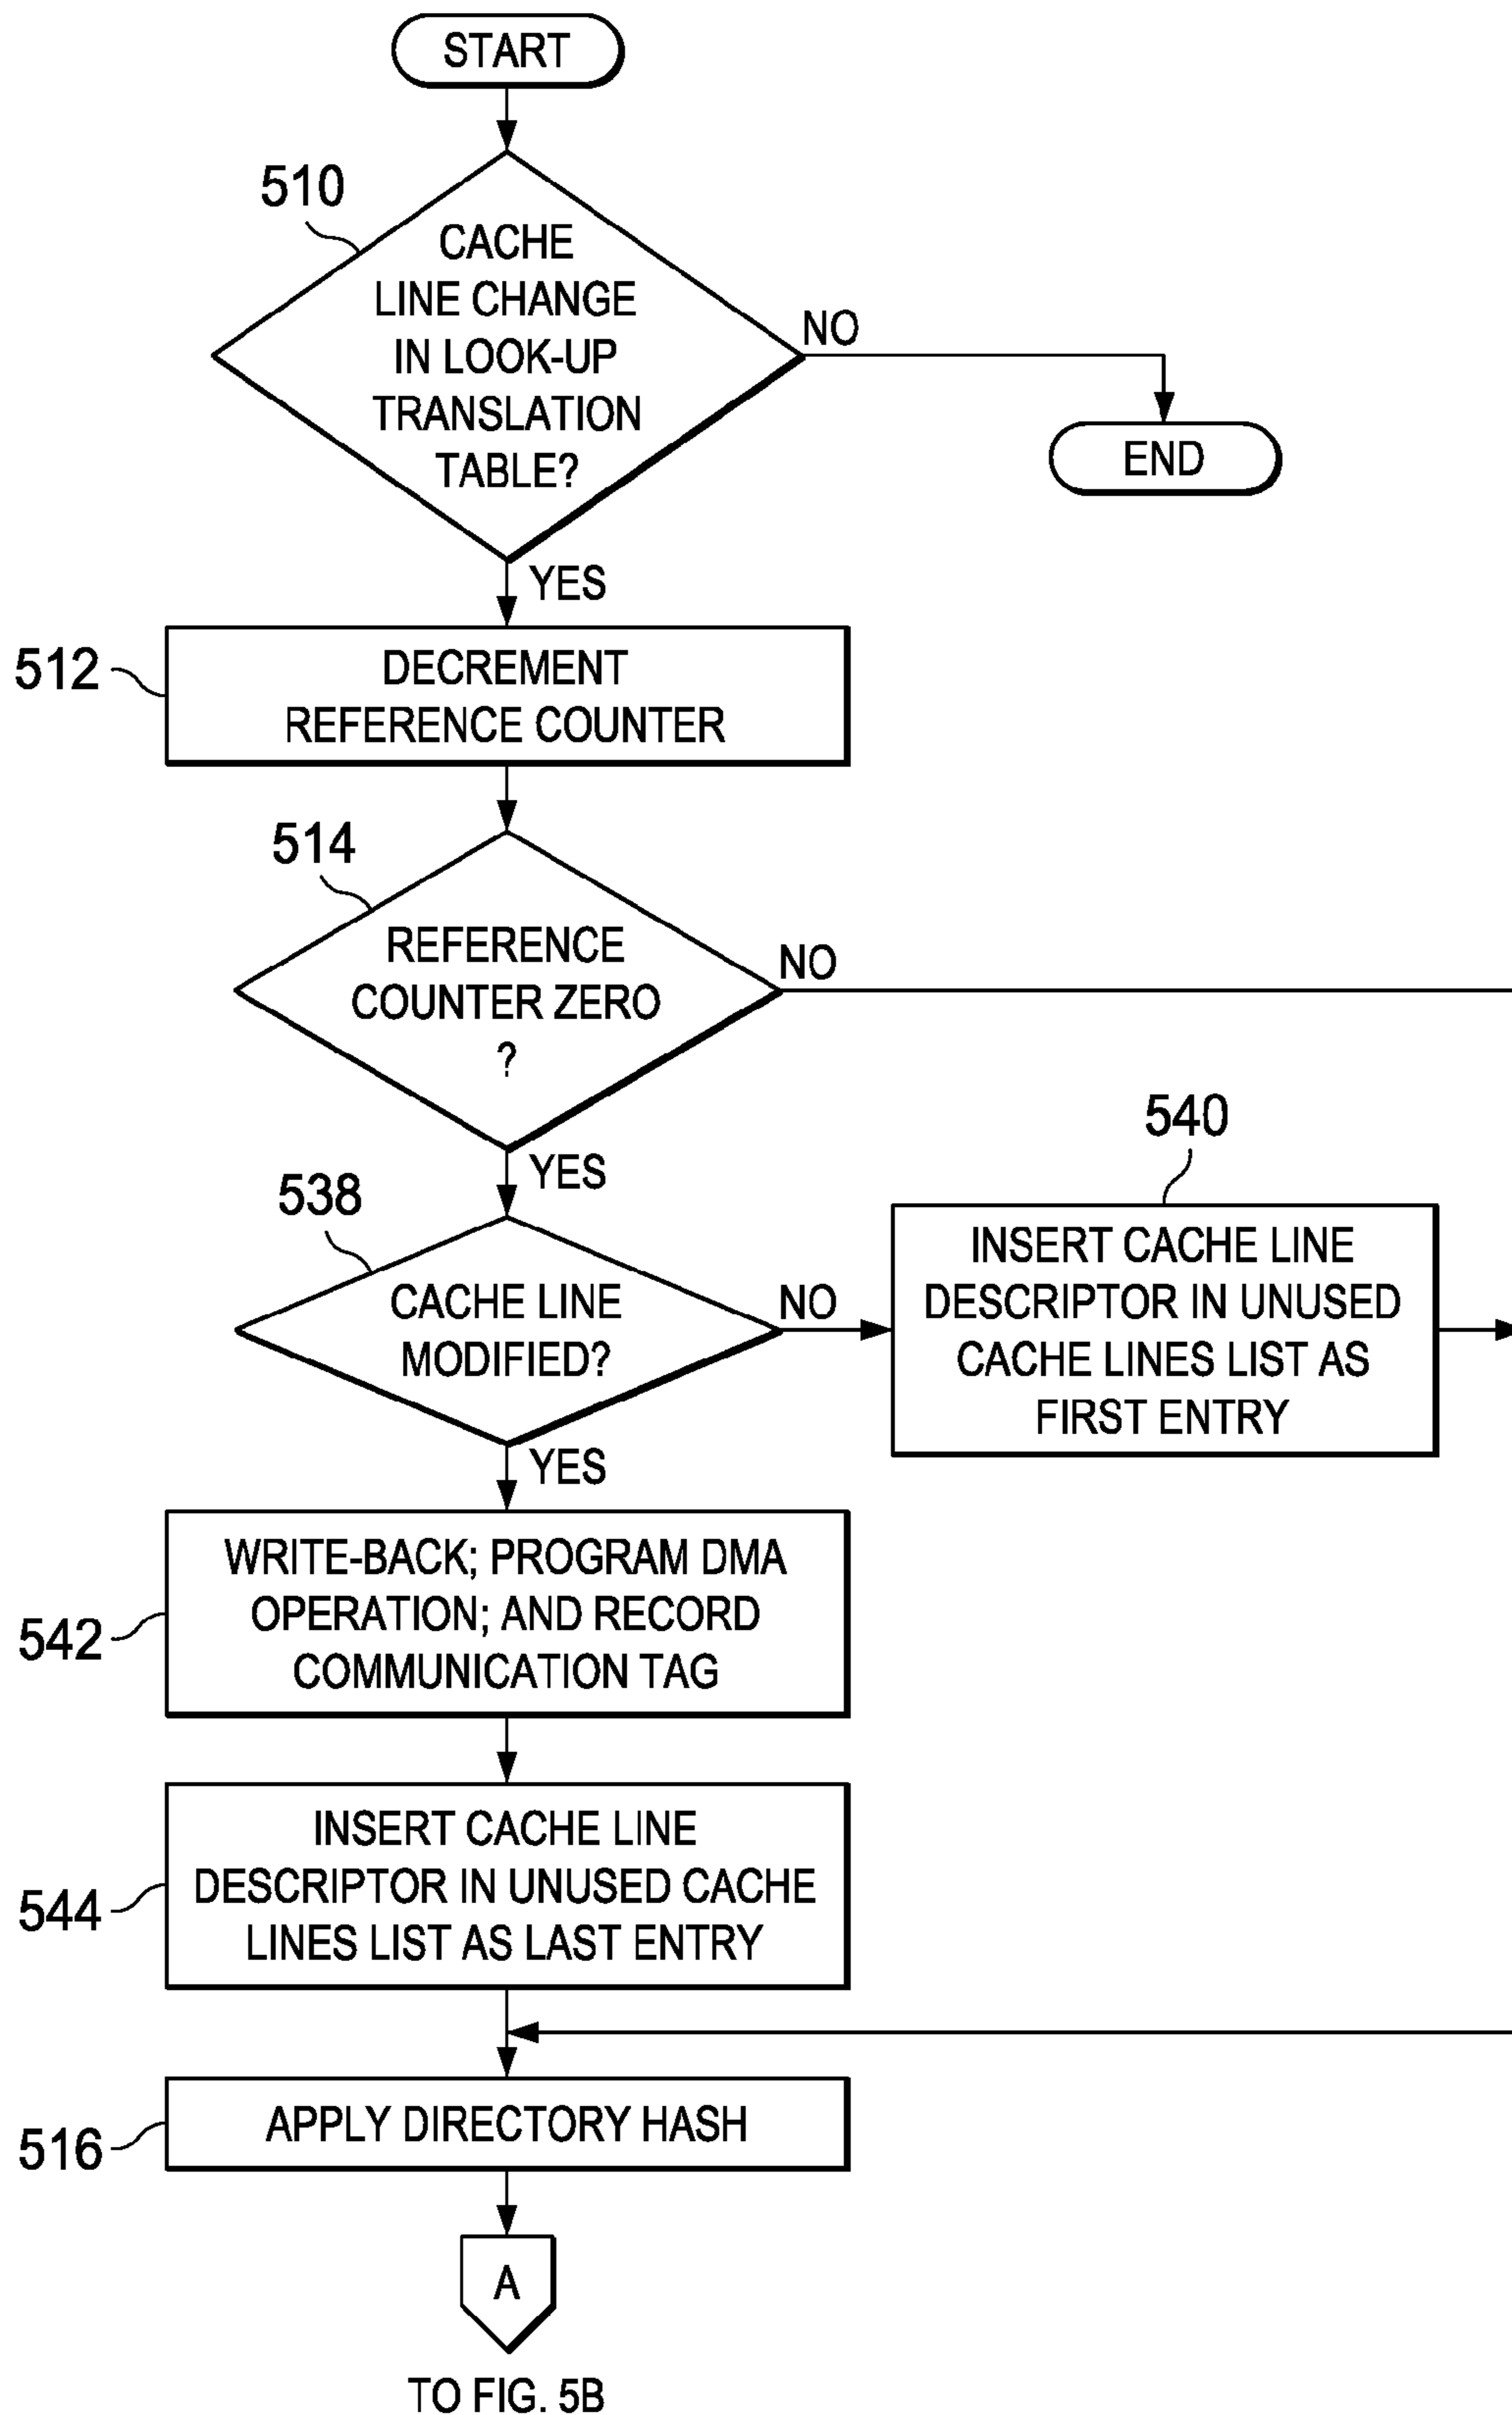 START
510
CACHE
LINE CHANGE
IN LOOK-UP
TRANSLATION
TABLE?
NO
END
YES
512
DECREMENT
REFERENCE COUNTER
514
REFERENCE
COUNTER ZERO
?
NO
YES
538
CACHE LINE
MODIFIED?
NO
540
INSERT CACHE LINE
DESCRIPTOR IN UNUSED
CACHE LINES LIST AS
FIRST ENTRY
YES
542
WRITE-BACK; PROGRAM DMA
OPERATION; AND RECORD
COMMUNICATION TAG
544
INSERT CACHE LINE
DESCRIPTOR IN UNUSED CACHE
LINES LIST AS LAST ENTRY
516
APPLY DIRECTORY HASH
A
TO FIG. 5B